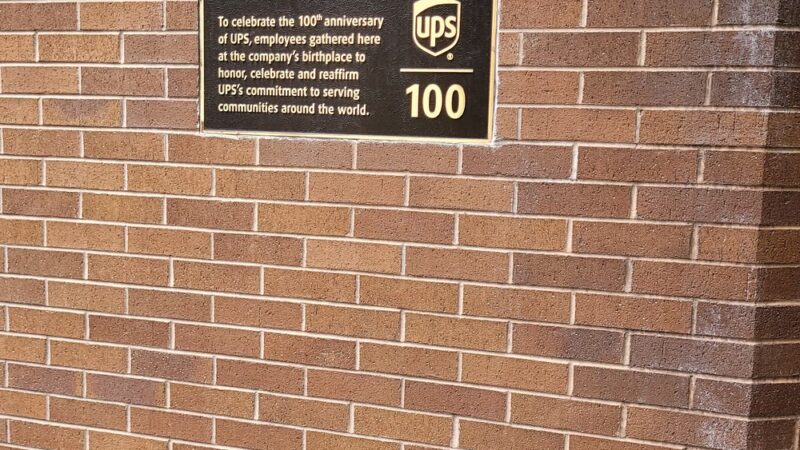 To celebrate the 100th anniversary
of UPS, employees gathered here
at the company's birthplace to
honor, celebrate and reaffirm
UPS's commitment to serving
communities around the world.
ups
®
100